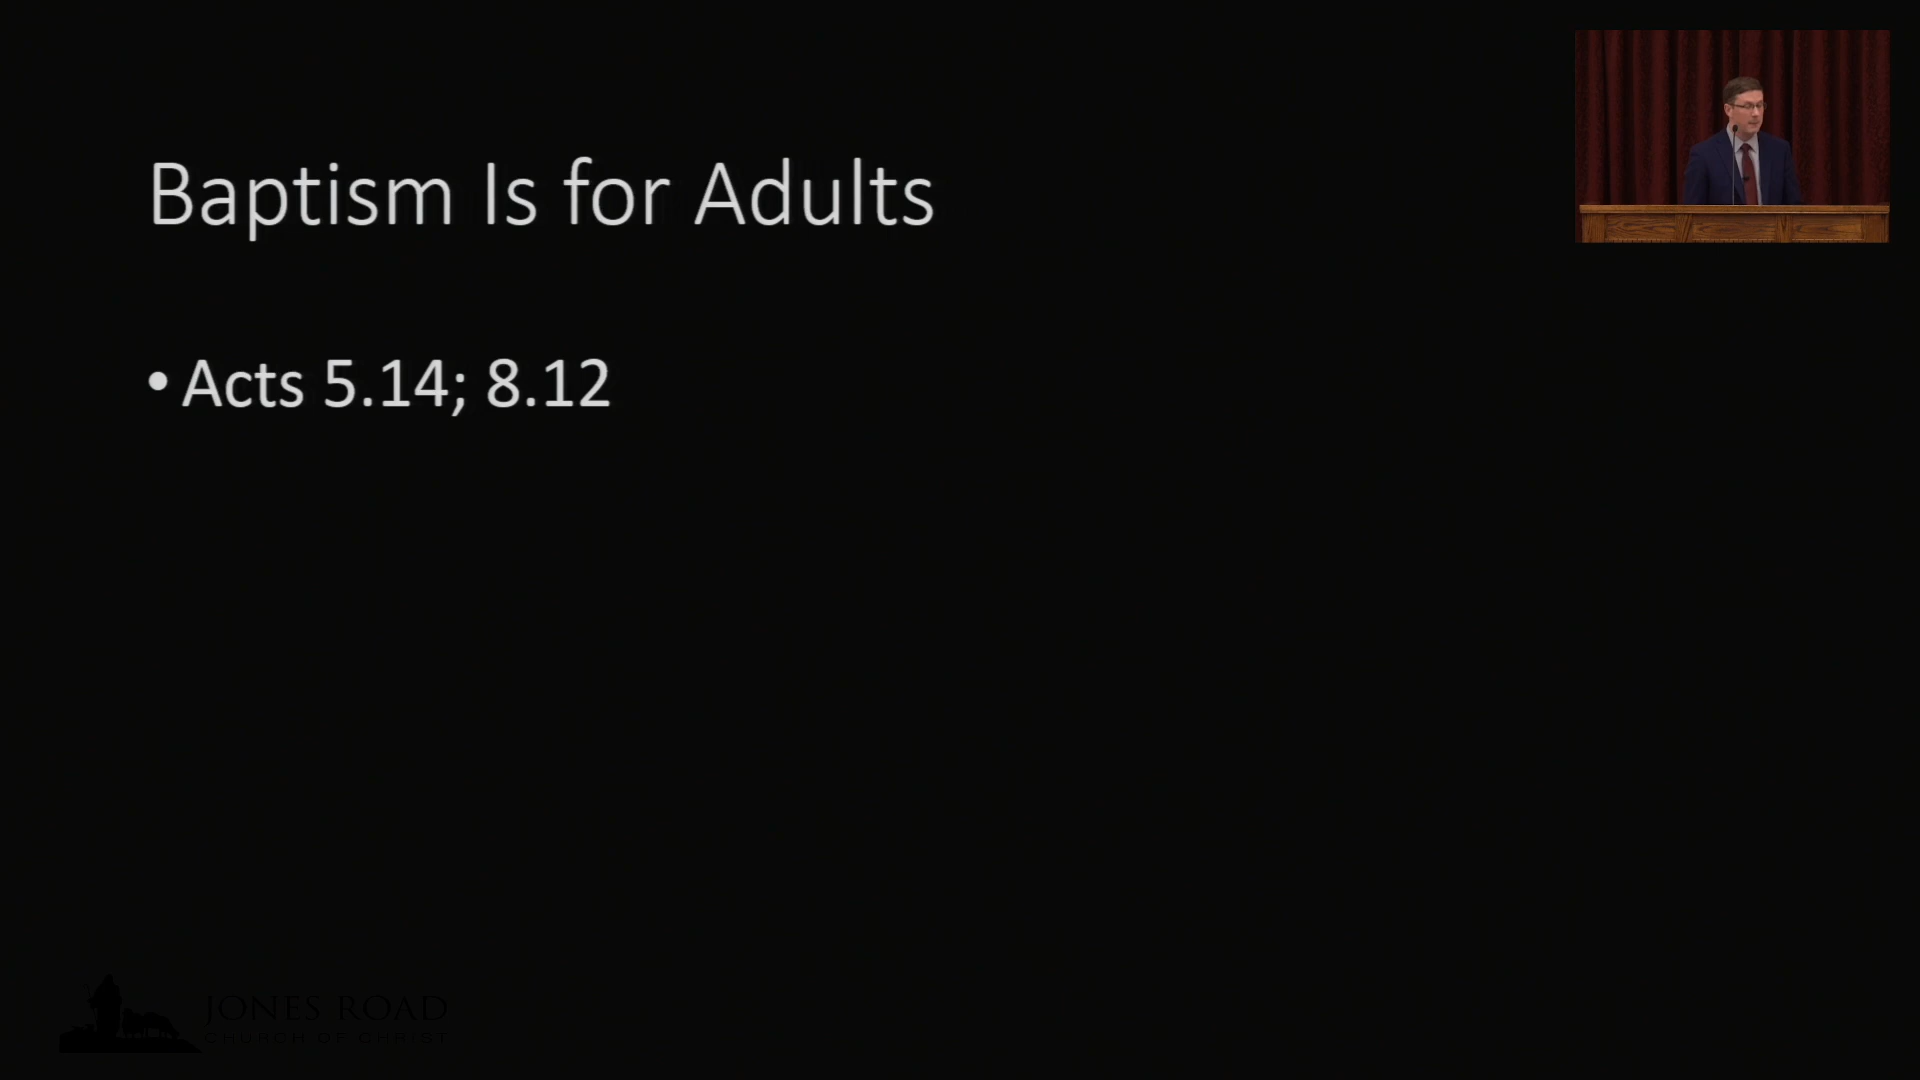 Baptism Is for Adults
• Acts 5.14; 8.12
JONES ROAD
CHURCH OF CHRIST